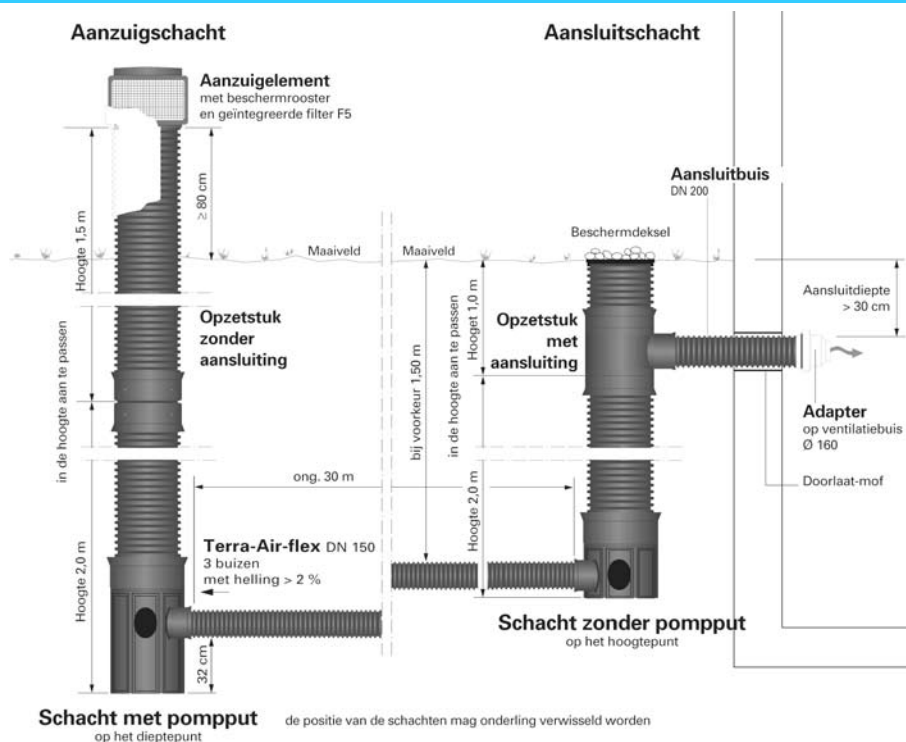 Aanzuigschacht
Aansluitschacht
Aanzuigelement
met beschermrooster
en geïntegreerde filter F5
Hoogte 1,5 m
≥ 80 cm
Aansluitbuis
DN 200
Beschermdeksel
Maaiveld
Maaiveld
Opzetstuk
zonder
aansluiting
in de hoogte aan te passen
bij voorkeur 1,50 m
in de hoogte aan te passen
Hooget 1,0 m
Opzetstuk
met
aansluiting
Aansluitdiepte
> 30 cm
Adapter
op ventilatiebuis
Ø 160
Doorlaat-mof
ong. 30 m
Hoogte 2,0 m
Hoogte 2,0 m
Terra-Air-flex DN 150
3 buizen
met helling > 2 %
32 cm
Schacht zonder pompput
op het hoogtepunt
Schacht met pompput
op het dieptepunt
de positie van de schachten mag onderling verwisseld worden